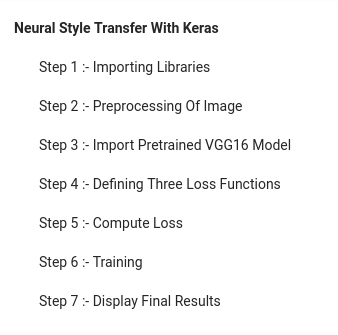 Neural Style Transfer With Keras
Step 1 :- Importing Libraries
Step 2 :- Preprocessing Of Image
Step 3 :- Import Pretrained VGG16 Model
Step 4 :- Defining Three Loss Functions
Step 5 :- Compute Loss
Step 6 :- Training
Step 7 :- Display Final Results